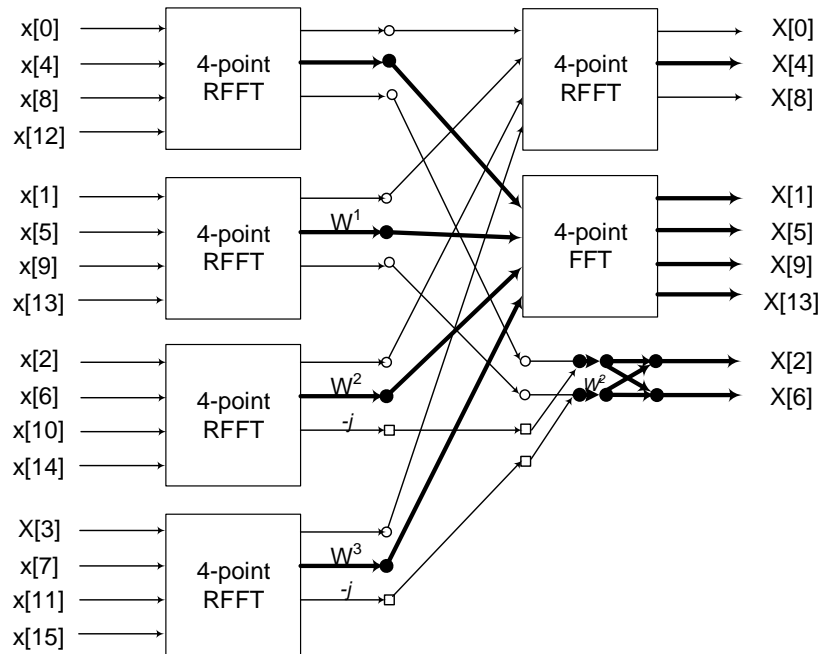 x[0]
x[4]
x[8]
x[12]
4-point
RFFT
4-point
RFFT
X[0]
X[4]
X[8]
x[1]
x[5]
x[9]
x[13]
4-point
RFFT
W¹
4-point
FFT
X[1]
X[5]
X[9]
X[13]
x[2]
x[6]
x[10]
x[14]
4-point
RFFT
W²
-j
W²
X[2]
X[6]
X[3]
x[7]
x[11]
x[15]
4-point
RFFT
W³
-j